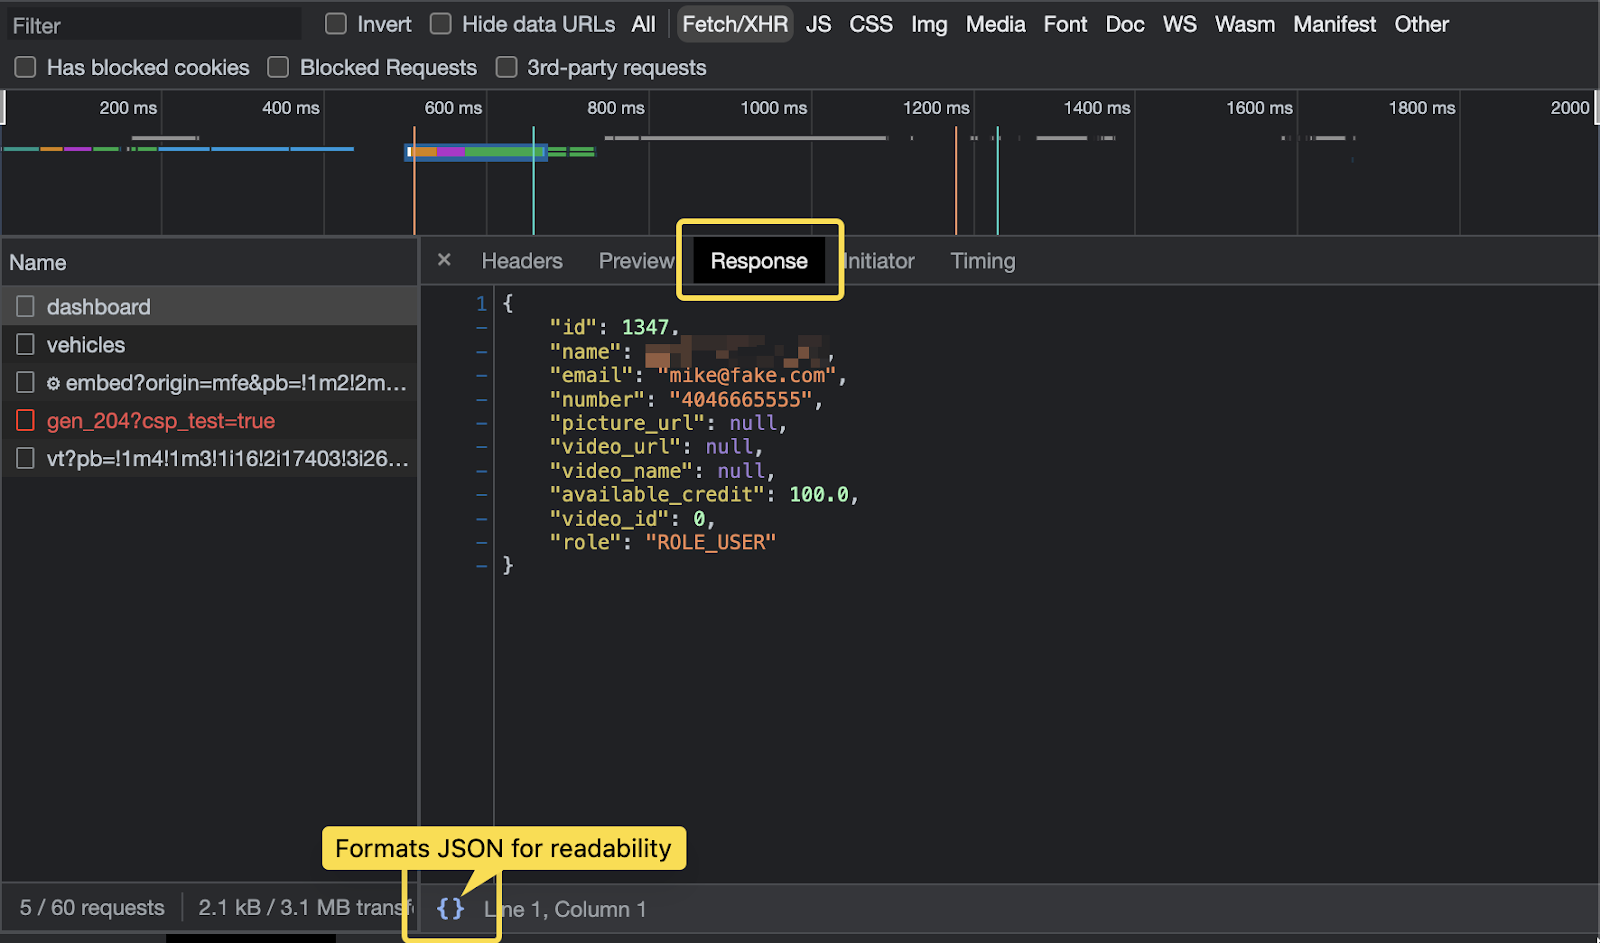 Filter Invert Hide data URLs All Fetch/XHR JS CSS Img Media Font Doc WS Wasm Manifest Other
Has blocked cookies Blocked Requests 3rd-party requests
200 ms 400 ms 600 ms 800 ms 1000 ms 1200 ms 1400 ms 1600 ms 1800 ms 2000
Name
dashboard
vehicles
embed?origin=mfe&pb=!1m2!2m...
gen_204?csp_test=true
vt?pb=!1m4!1m3!1i16!2i17403!3i26...
× Headers Preview Response Initiator Timing
1 {
- "id": 1347,
- "name": ,
- "email": "mike@fake.com",
- "number": "4046665555",
- "picture_url": null,
- "video_url": null,
- "video_name": null,
- "available_credit": 100.0,
- "video_id": 0,
- "role": "ROLE_USER"
- }
Formats JSON for readability
5 / 60 requests 2.1 kB / 3.1 MB transf
{} Line 1, Column 1